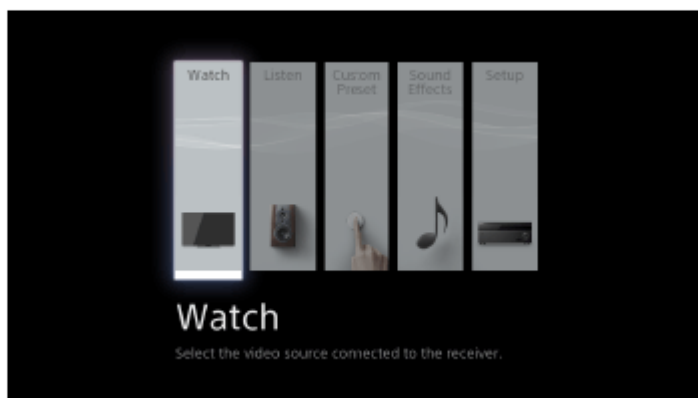 Watch
Listen
Custom
Preset
Sound
Effects
Setup
Watch
Select the video source connected to the receiver.